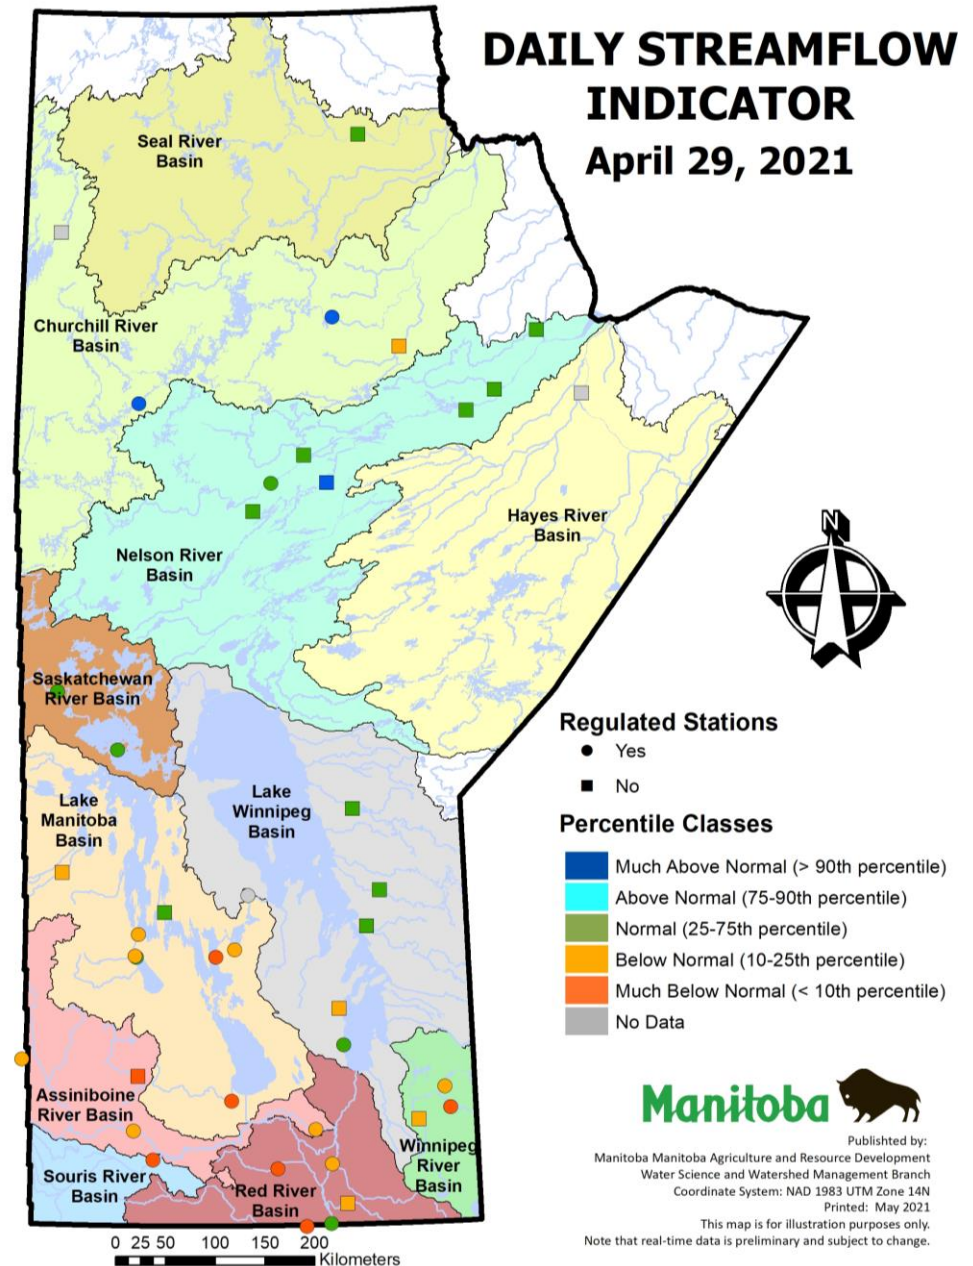 DAILY STREAMFLOW
INDICATOR
April 29, 2021
Seal River
Basin
Churchill River
Basin
Hayes River
Basin
Nelson River
Basin
N
Saskatchewan
River Basin
Lake
Manitoba
Basin
Lake
Winnipeg
Basin
Assiniboine
River Basin
Souris River
Basin
Red River
Basin
Winnipeg
River
Basin
0 25 50 100 150 200
Kilometers
Regulated Stations
Yes
No
Percentile Classes
Much Above Normal (> 90th percentile)
Above Normal (75-90th percentile)
Normal (25-75th percentile)
Below Normal (10-25th percentile)
Much Below Normal (< 10th percentile)
No Data
Manitoba
Publishted by:
Manitoba Manitoba Agriculture and Resource Development
Water Science and Watershed Management Branch
Coordinate System: NAD 1983 UTM Zone 14N
Printed: May 2021
This map is for illustration purposes only.
Note that real-time data is preliminary and subject to change.